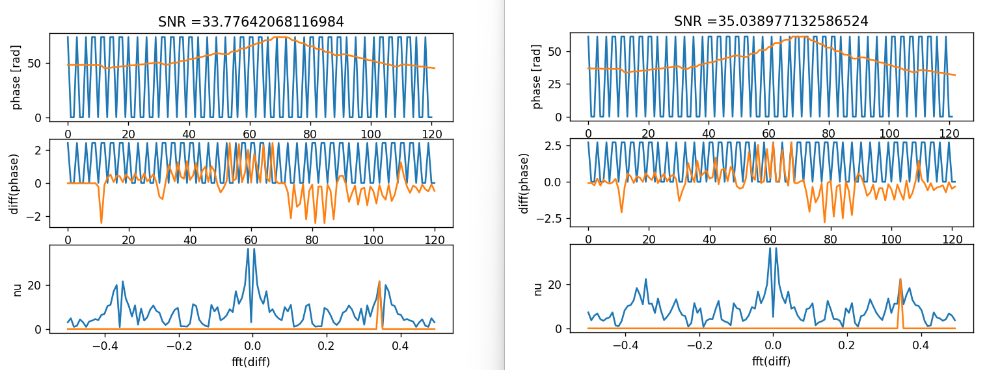 SNR =33.77642068116984
phase [rad]
50
0
0 20 40 60 80 100 120
diff(phase)
2
0
−2
0 20 40 60 80 100 120
nu
20
0
−0.4 −0.2 0.0 0.2 0.4
fft(diff)
SNR =35.038977132586524
phase [rad]
50
25
0
0 20 40 60 80 100 120
diff(phase)
2.5
0.0
−2.5
0 20 40 60 80 100 120
nu
20
0
−0.4 −0.2 0.0 0.2 0.4
fft(diff)